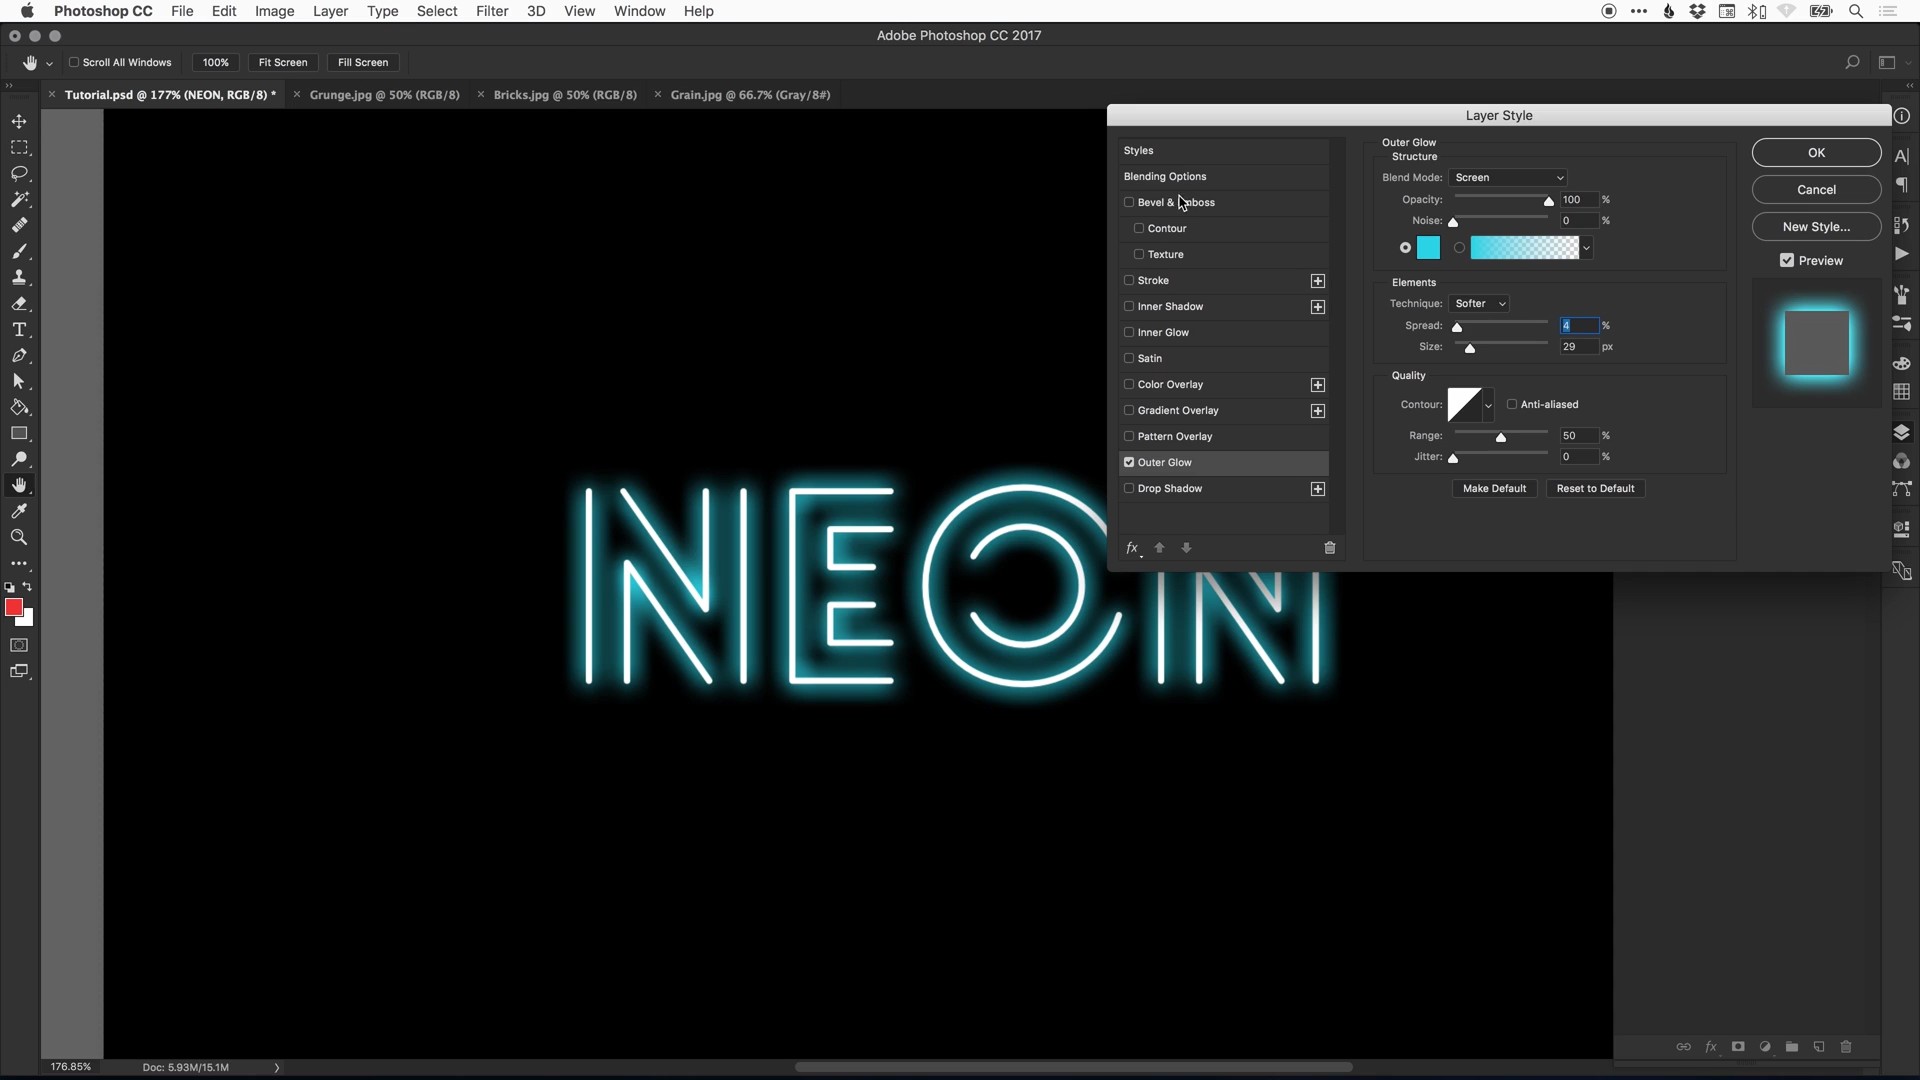 Photoshop CC File Edit Image Layer Type Select Filter 3D View Window Help
Adobe Photoshop CC 2017
Scroll All Windows 100% Fit Screen Fill Screen
Tutorial.psd @ 177% (NEON, RGB/8) * Grunge.jpg @ 50% (RGB/8) Bricks.jpg @ 50% (RGB/8) Grain.jpg @ 66.7% (Gray/8#)
Layer Style
Styles
Blending Options
Bevel & Emboss
Contour
Texture
Stroke
Inner Shadow
Inner Glow
Satin
Color Overlay
Gradient Overlay
Pattern Overlay
Outer Glow
Drop Shadow
fx
Outer Glow
Structure
Blend Mode: Screen
Opacity: 100 %
Noise: 0 %
Elements
Technique: Softer
Spread: 4 %
Size: 29 px
Quality
Contour: Anti-aliased
Range: 50 %
Jitter: 0 %
Make Default Reset to Default
OK
Cancel
New Style...
Preview
NEON
176.85% Doc: 5.93M/15.1M
fx